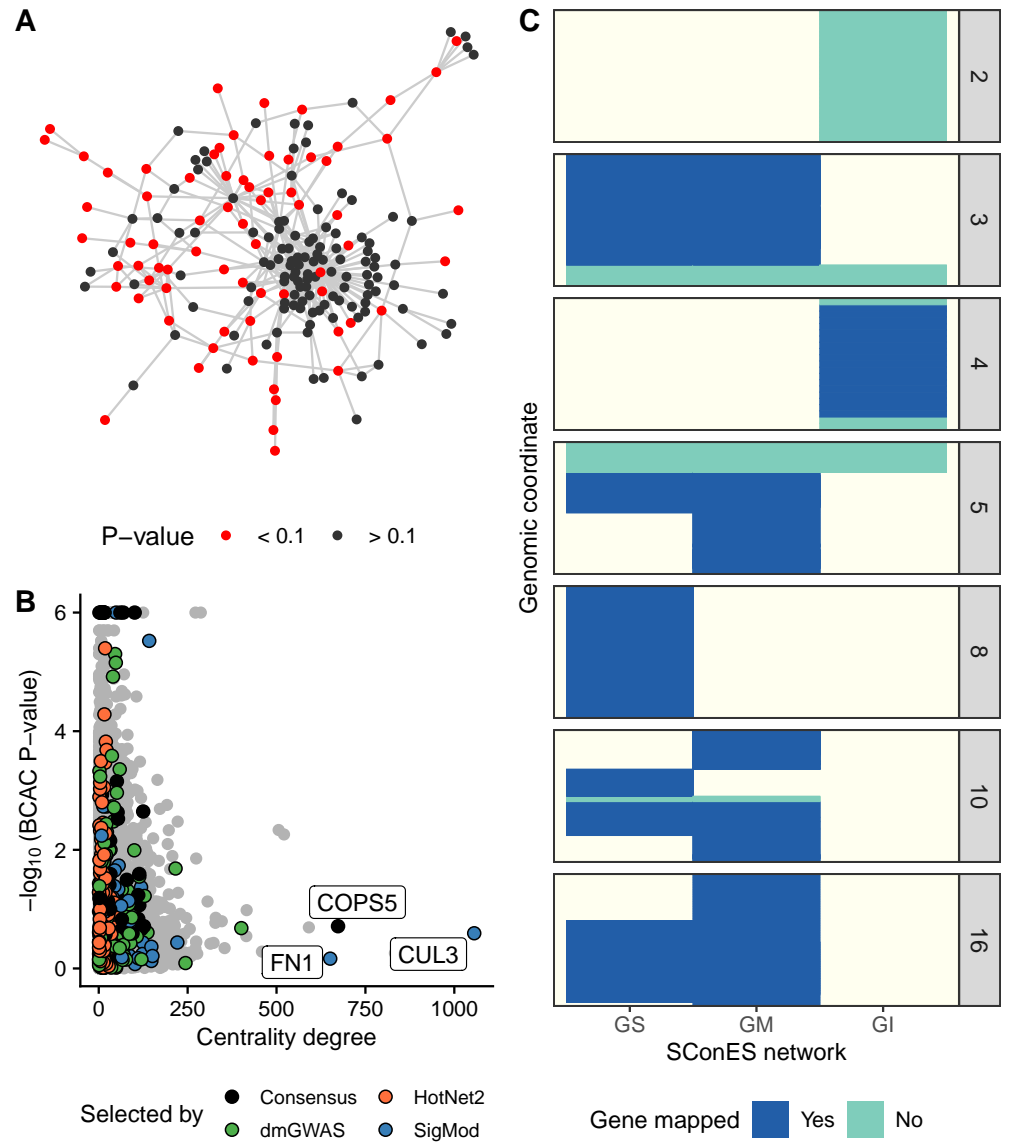 A
P−value < 0.1 > 0.1
B
−log10 (BCAC P−value)
6
4
2
0
COPS5
CUL3
FN1
0 250 500 750 1000
Centrality degree
Selected by
Consensus HotNet2
dmGWAS SigMod
C
Genomic coordinate
2
3
4
5
8
10
16
GS GM GI
SConES network
Gene mapped Yes No